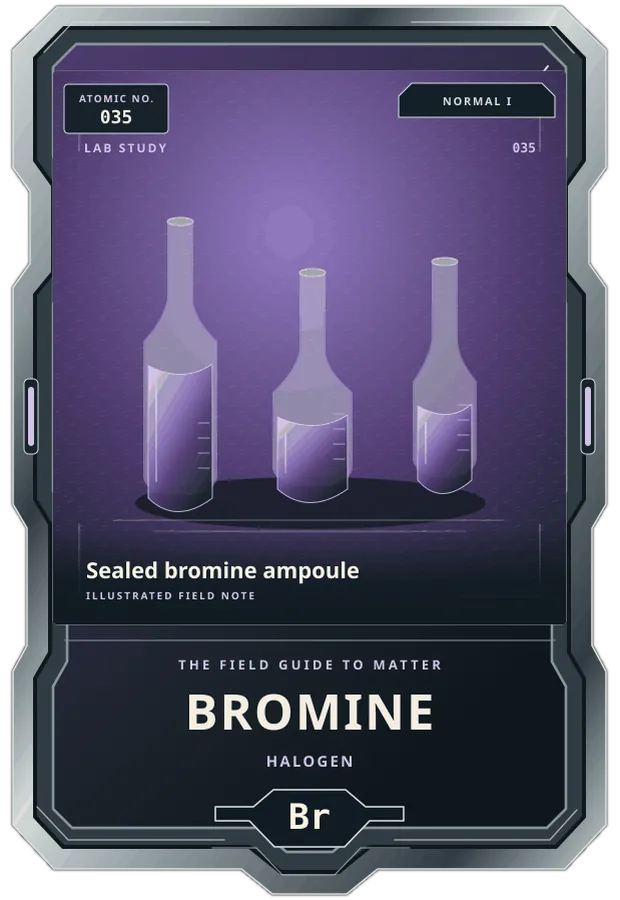 ATOMIC NO.
035
NORMAL I
LAB STUDY
035
Sealed bromine ampoule
ILLUSTRATED FIELD NOTE
THE FIELD GUIDE TO MATTER
BROMINE
HALOGEN
Br